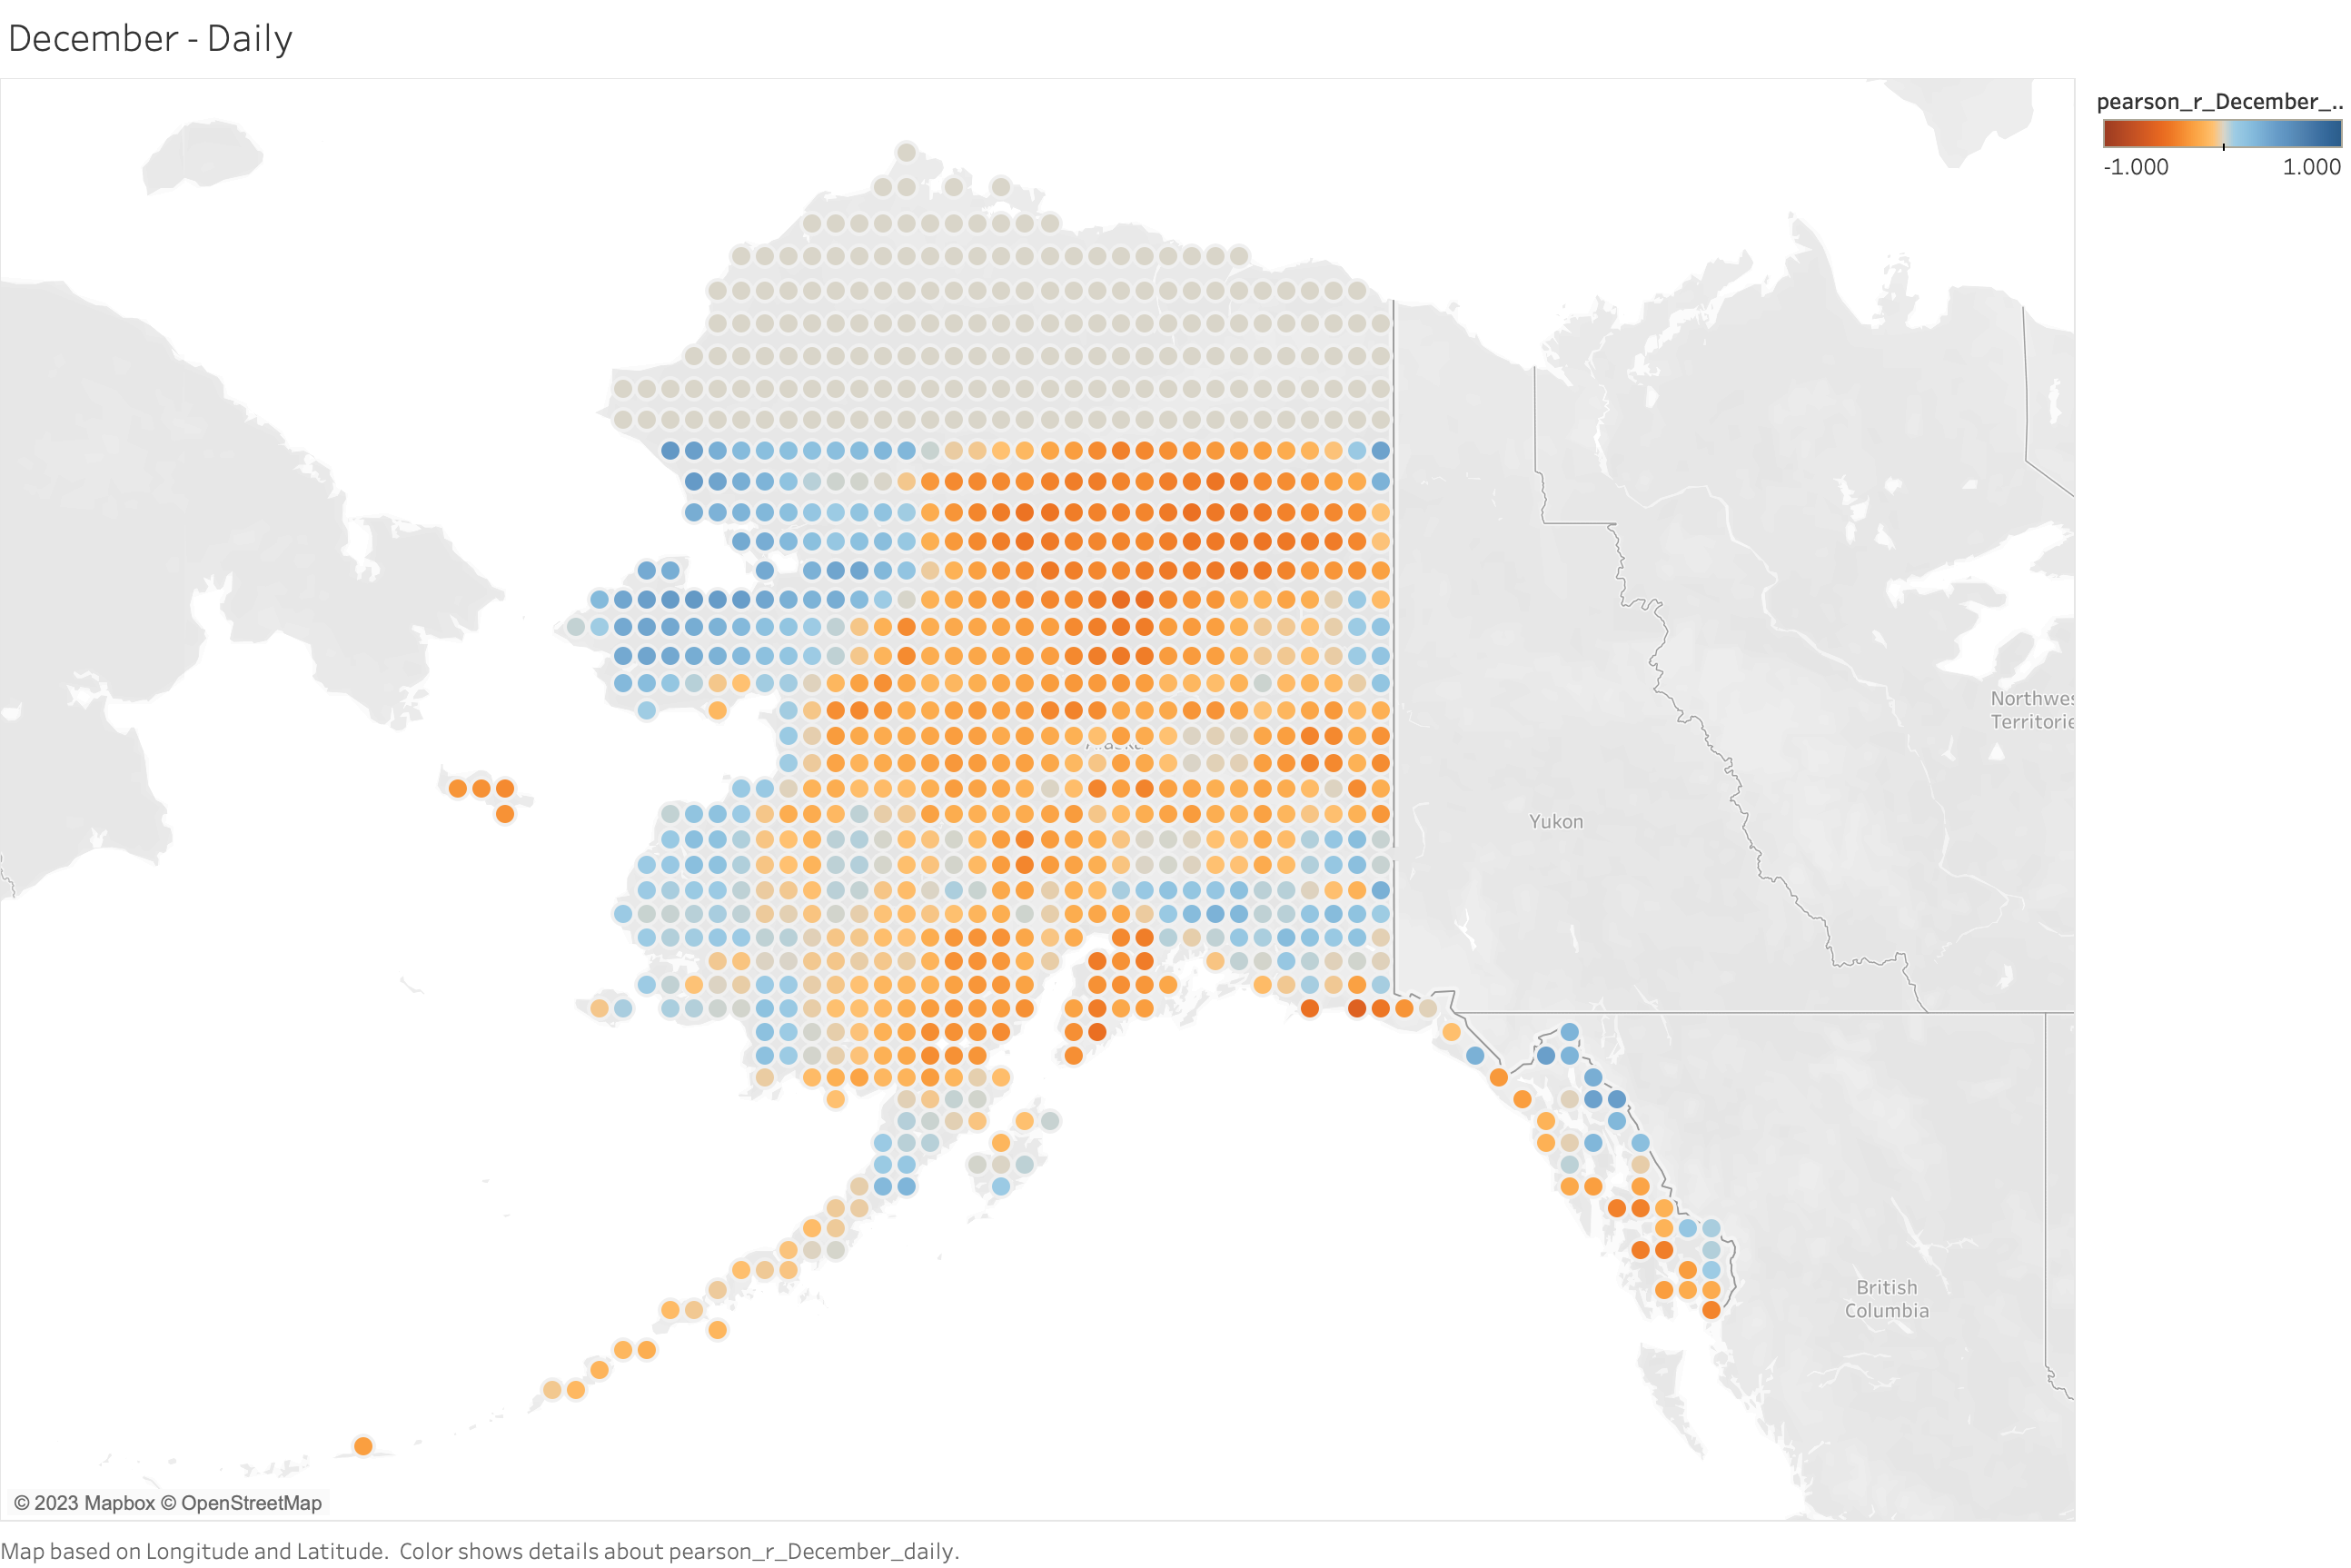 December - Daily
pearson_r_December_..
-1.000 1.000
Northwes
Territorie
Yukon
British
Columbia
© 2023 Mapbox © OpenStreetMap
Map based on Longitude and Latitude. Color shows details about pearson_r_December_daily.